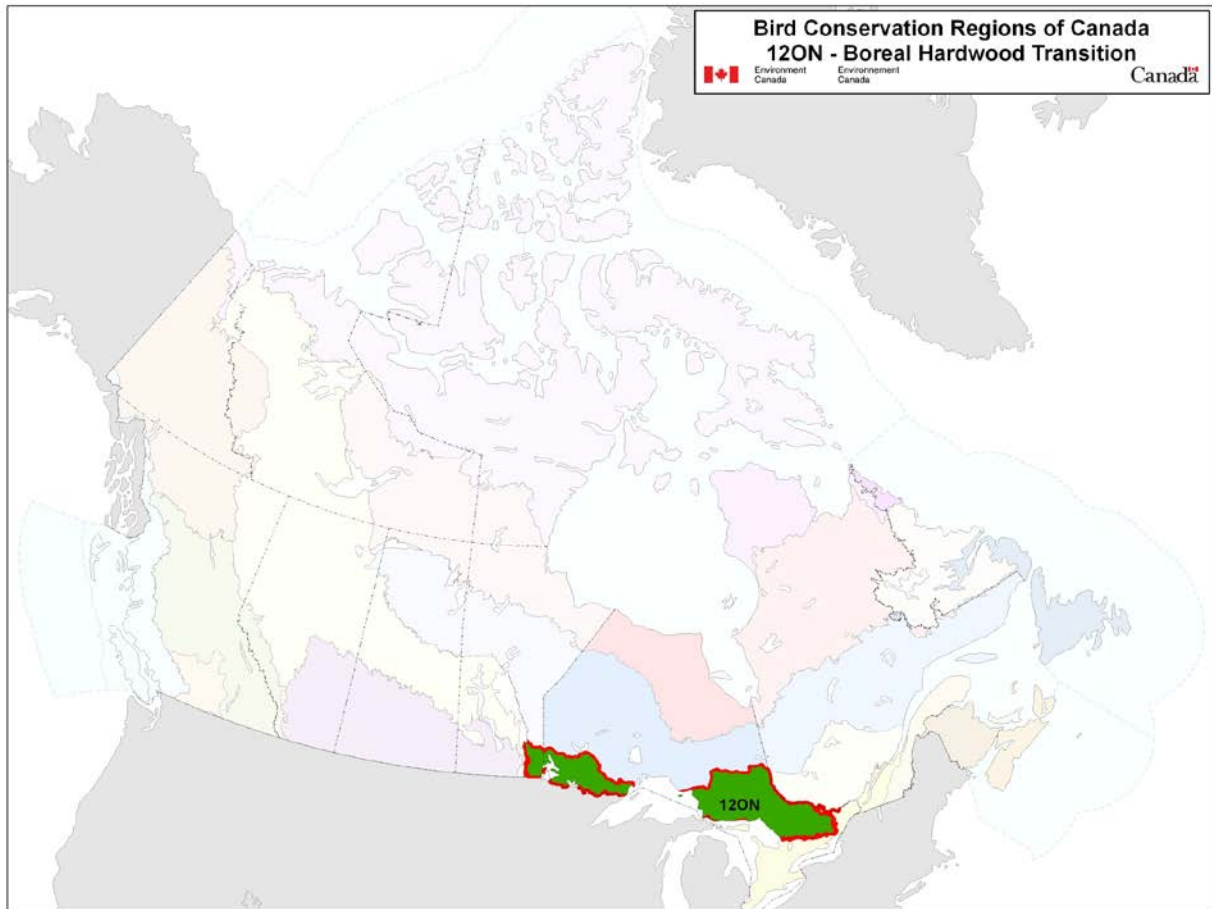 Bird Conservation Regions of Canada
12ON - Boreal Hardwood Transition
Environment Canada
Environnement Canada
Canada
12ON